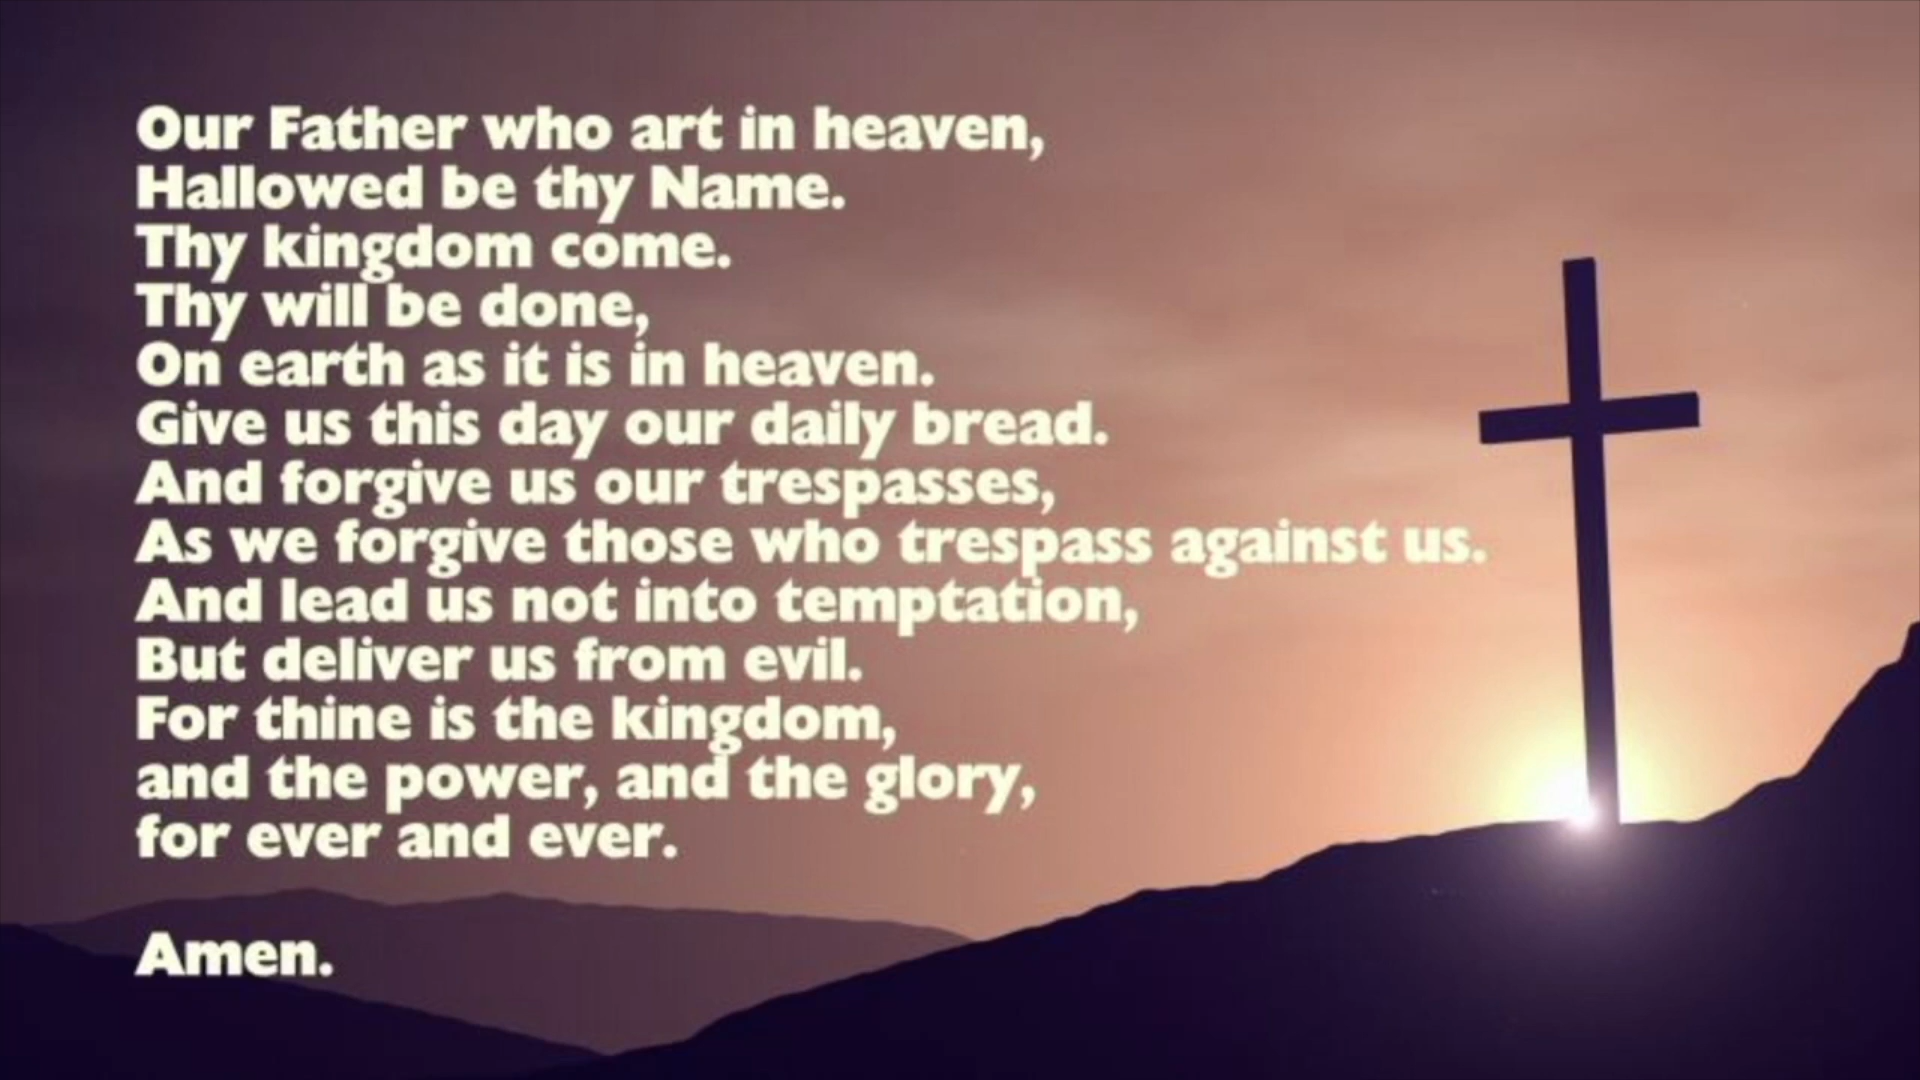 Our Father who art in heaven,
Hallowed be thy Name.
Thy kingdom come.
Thy will be done,
On earth as it is in heaven.
Give us this day our daily bread.
And forgive us our trespasses,
As we forgive those who trespass against us.
And lead us not into temptation,
But deliver us from evil.
For thine is the kingdom,
and the power, and the glory,
for ever and ever.
Amen.